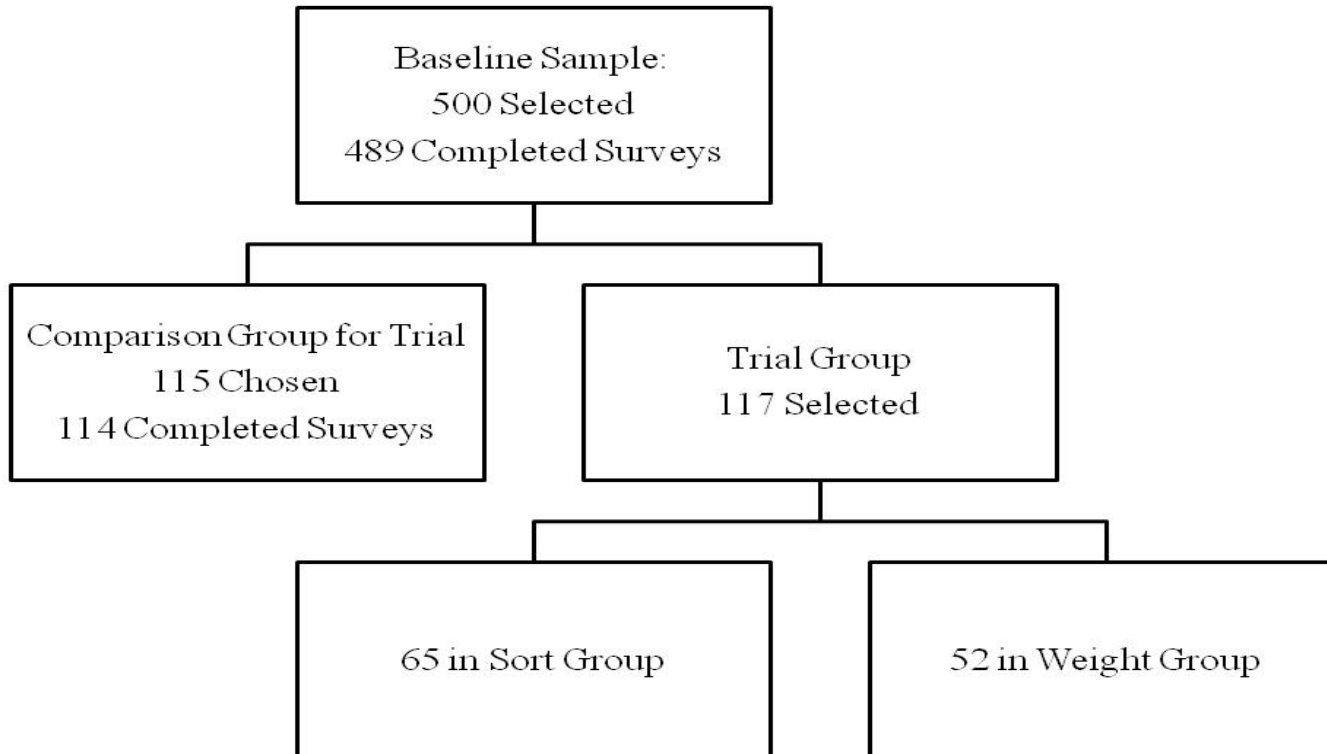 Baseline Sample:
500 Selected
489 Completed Surveys
Comparison Group for Trial
115 Chosen
114 Completed Surveys
Trial Group
117 Selected
65 in Sort Group
52 in Weight Group